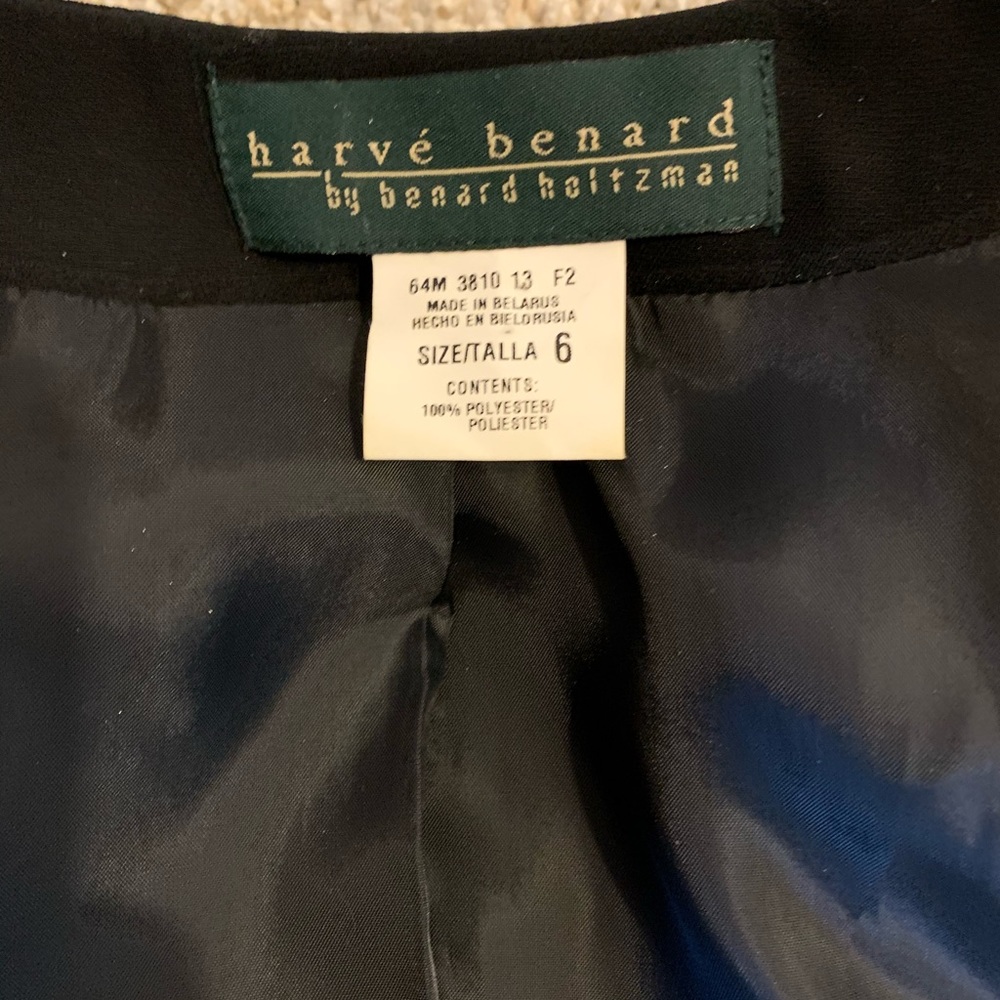 harvé benard
by benard holtzman
64M 3810 13 F2
MADE IN BELARUS
HECHO EN BIELORUSIA
SIZE/TALLA 6
CONTENTS:
100% POLYESTER/
POLIESTER